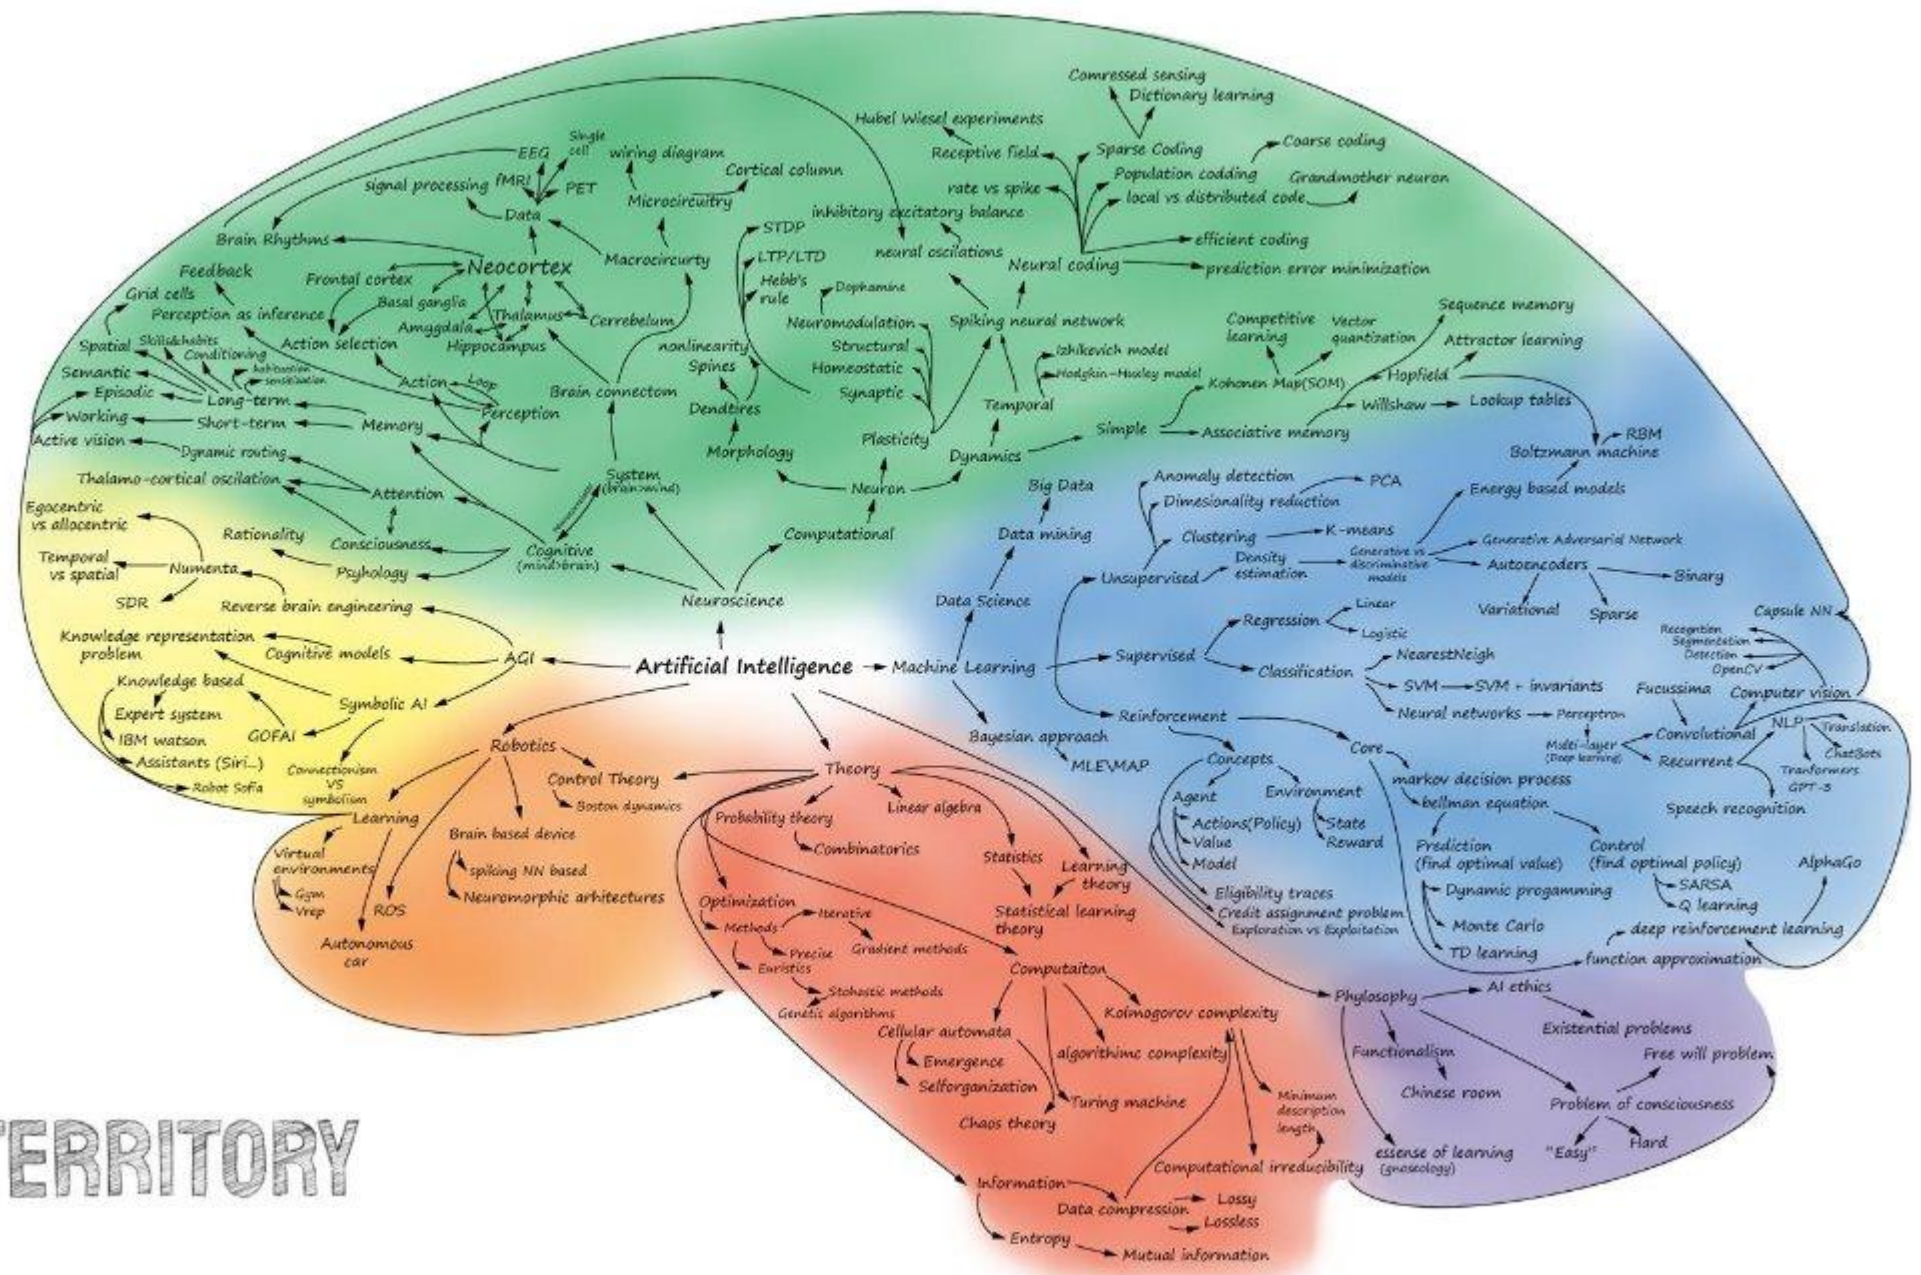 Comressed sensing
Dictionary learning
Hubel Wiesel experiments
Receptive field
Sparse Coding
Coarse coding
Population codding
Grandmother neuron
rate vs spike
local vs distributed code
inhibitory excitatory balance
efficient coding
neural oscilations
Neural coding
prediction error minimization
EEG
Single
cell
wiring diagram
Cortical column
signal processing
fMRI
PET
Microcircuitry
Data
STDP
Brain Rhythms
Macrocircurty
LTP/LTD
Feedback
Frontal cortex
Neocortex
Hebb's
rule
Dophamine
Grid cells
Basal ganglia
Perception as inference
Thalamus
Cerrebelum
Amygdala
Neuromodulation
Spiking neural network
Action selection
Hippocampus
nonlinearity
Structural
Spatial
Skills&habits
Conditioning
habituation
sensitization
Spines
Homeostatic
Izhikevich model
Hodgkin-Huxley model
Semantic
Episodic
Long-term
Action
Loop
Perception
Brain connectom
Synaptic
Dendtires
Temporal
Working
Short-term
Memory
Active vision
Dynamic routing
Morphology
Plasticity
Dynamics
Simple
Competitive
learning
Vector
quantization
Sequence memory
Attractor learning
Kohonen Map(SOM)
Hopfield
Willshaw
Lookup tables
Associative memory
RBM
Boltzmann machine
Thalamo-cortical oscilation
Attention
System
(brain>mind)
Neuron
Egocentric
vs allocentric
Rationality
Consciousness
Cognitive
(mind>brain)
Computational
Temporal
vs spatial
Numenta
Psyhology
SDR
Reverse brain engineering
Neuroscience
Big Data
Data mining
Data Science
Anomaly detection
Dimesionality reduction
PCA
Energy based models
Clustering
K-means
Unsupervised
Density
estimation
Generative vs
discriminative
models
Generative Adversarial Network
Autoencoders
Binary
Variational
Sparse
Capsule NN
Knowledge representation
problem
Cognitive models
AGI
Artificial Intelligence
Machine Learning
Supervised
Regression
Linear
Logistic
Classification
NearestNeigh
SVM
SVM + invariants
Neural networks
Perceptron
Multi-layer
(Deep learning)
Recognition
Segmentation
Detection
OpenCV
Fucussima
Computer vision
Convolutional
Recurrent
NLP
Translation
ChatBots
Tranformers
GPT-3
Speech recognition
Knowledge based
Expert system
IBM watson
Assistants (Siri...)
Robot Sofia
Symbolic AI
GOFAI
Connectionism
VS
symbolism
Robotics
Control Theory
Boston dynamics
Learning
Virtual
environments
Gym
Vrep
ROS
Autonomous
car
Brain based device
spiking NN based
Neuromorphic arhitectures
Theory
Bayesian approach
MLE\MAP
Reinforcement
Concepts
Core
Agent
Environment
Actions(Policy)
Value
Model
State
Reward
Eligibility traces
Credit assignment problem
Exploration vs Exploitation
markov decision process
bellman equation
Prediction
(find optimal value)
Control
(find optimal policy)
Dynamic progamming
Monte Carlo
TD learning
SARSA
Q learning
AlphaGo
deep reinforcement learning
function approximation
Probability theory
Combinatorics
Linear algebra
Statistics
Learning
theory
Statistical learning
theory
Optimization
Methods
Iterative
Gradient methods
Precise
Euristics
Stohastic methods
Genetic algorithms
Computaiton
Cellular automata
Emergence
Selforganization
Chaos theory
Kolmogorov complexity
algorithimc complexity
Turing machine
Minimum
description
length
Computational irreducibility
Information
Data compression
Lossy
Lossless
Entropy
Mutual information
Phylosophy
AI ethics
Existential problems
Functionalism
Chinese room
Free will problem
Problem of consciousness
"Easy"
Hard
essense of learning
(gnoseology)
ERRITORY